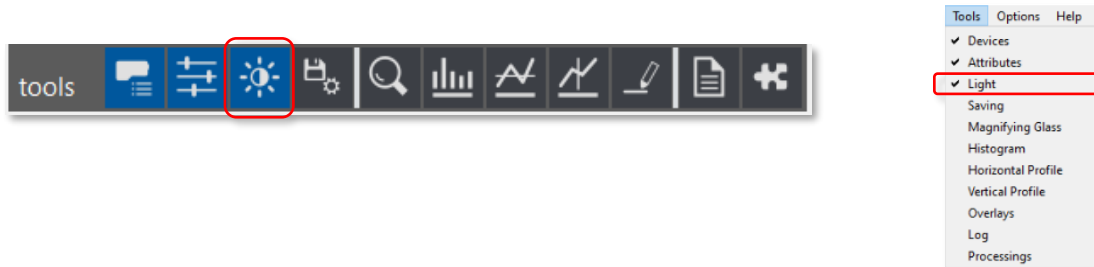 tools
Tools Options Help
Devices
Attributes
Light
Saving
Magnifying Glass
Histogram
Horizontal Profile
Vertical Profile
Overlays
Log
Processings